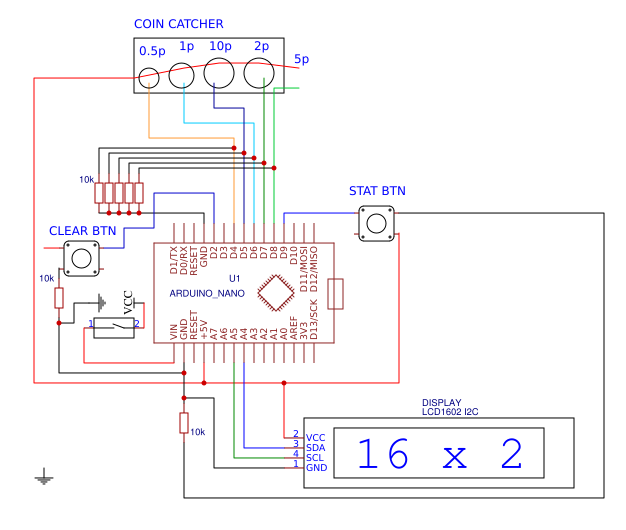 COIN CATCHER
0.5p
1p
10p
2p
5p
10k
STAT BTN
CLEAR BTN
10k
VCC
1
2
D1/TX
D0/RX
RESET
GND
D2
D3
D4
D5
D6
D7
D8
D9
D10
D11/MOSI
D12/MISO
U1
ARDUINO_NANO
VIN
GND
RESET
+5V
A7
A6
A5
A4
A3
A2
A1
A0
AREF
3V3
D13/SCK
10k
DISPLAY
LCD1602 I2C
2 VCC
3 SDA
4 SCL
1 GND
16 x 2